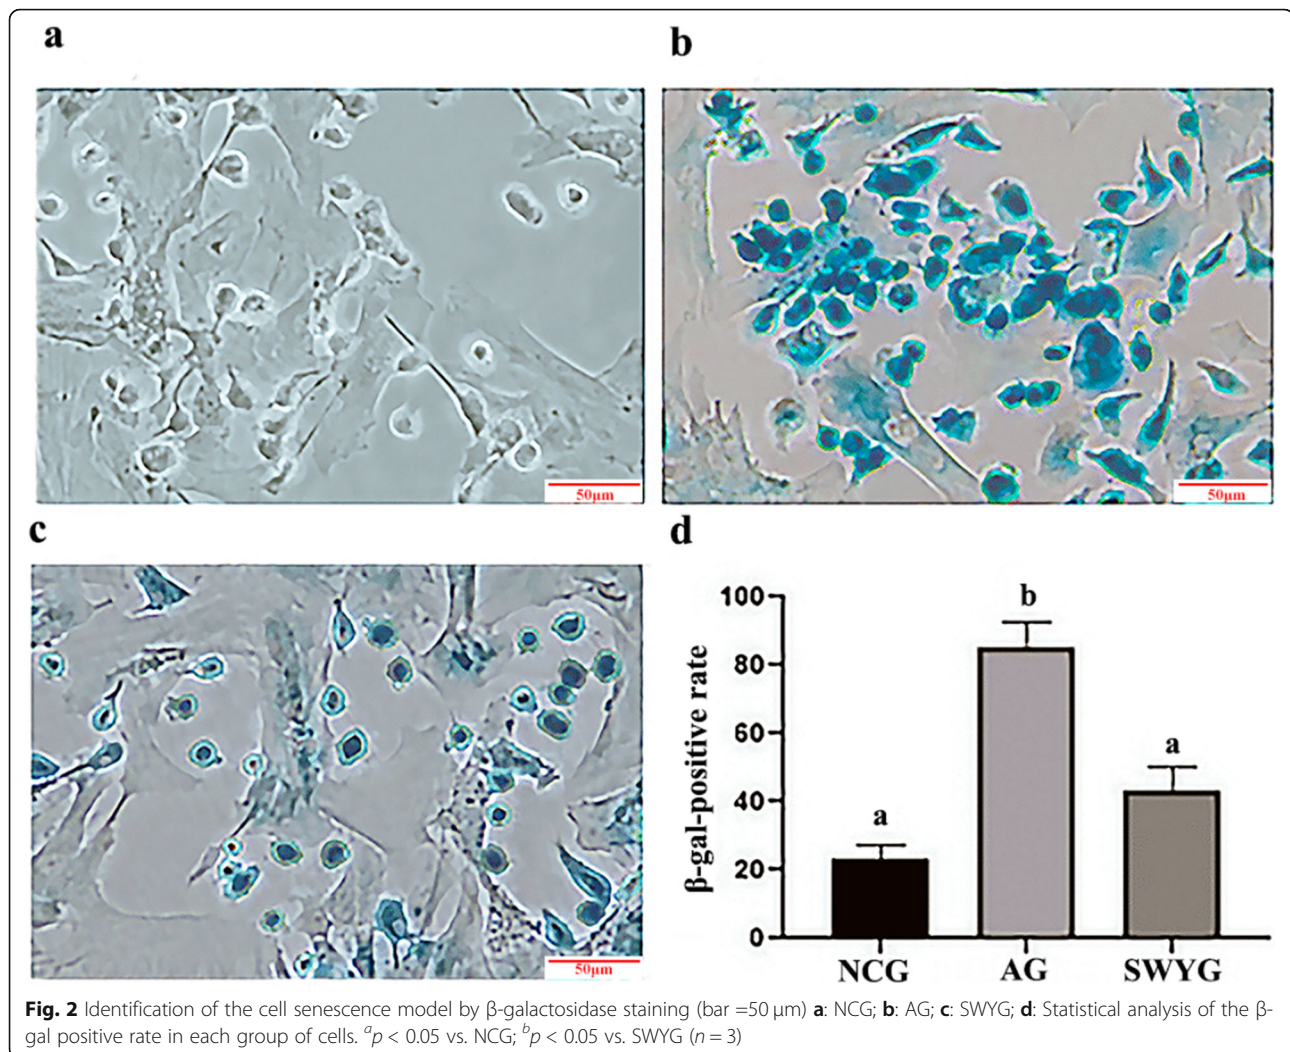 a
b
50µm
50µm
c
d
50µm
β-gal-positive rate
100
80
60
40
20
0
a
b
a
NCG
AG
SWYG
Fig. 2 Identification of the cell senescence model by β-galactosidase staining (bar =50 µm) a: NCG; b: AG; c: SWYG; d: Statistical analysis of the β-
gal positive rate in each group of cells. ᵃp < 0.05 vs. NCG; ᵇp < 0.05 vs. SWYG (n = 3)